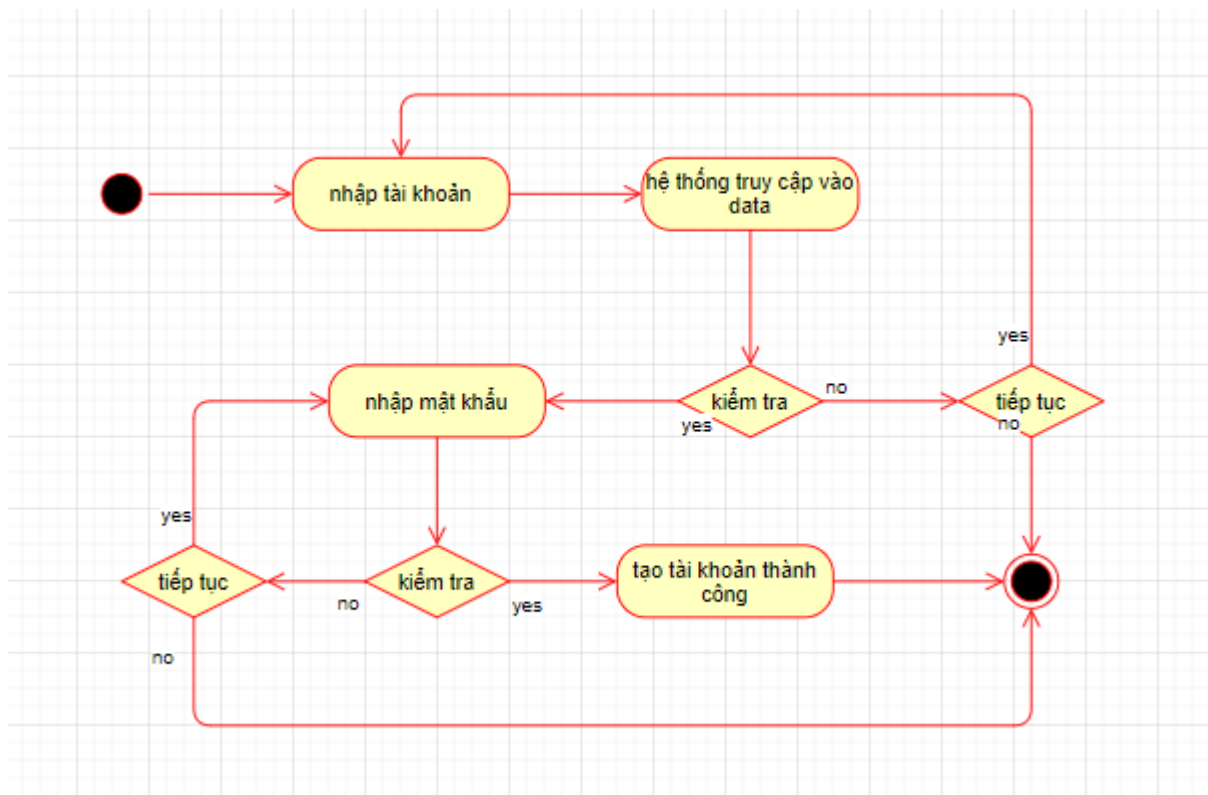 nhập tài khoản
hệ thống truy cập vào
data
yes
nhập mật khẩu
kiểm tra
no
tiếp tục
yes
no
yes
tiếp tục
kiểm tra
tạo tài khoản thành
công
no
yes
no